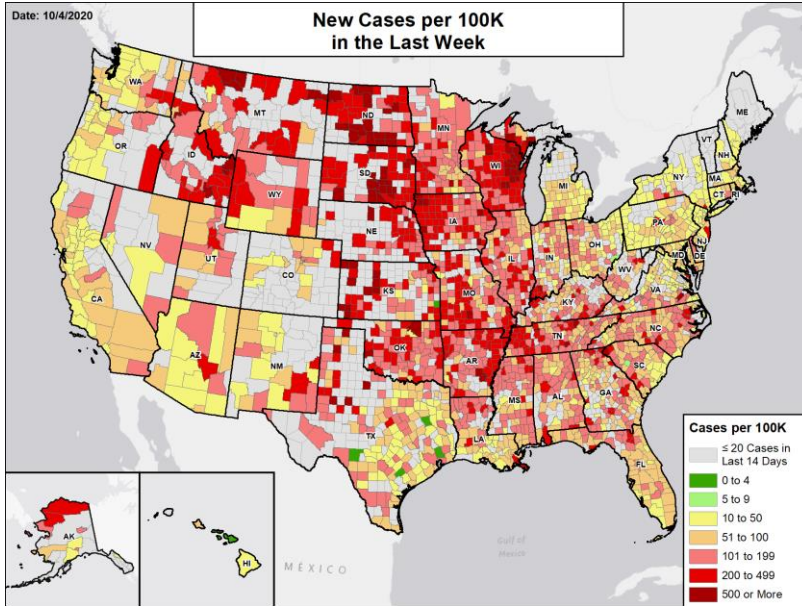 Date: 10/4/2020
New Cases per 100K
in the Last Week
WA
OR
ID
MT
ND
MN
WI
MI
ME
VT
NH
NY
MA
CT
RI
SD
WY
NE
IA
IL
IN
OH
PA
NJ
MD
DE
WV
VA
NV
UT
CO
KS
MO
KY
CA
AZ
NM
OK
AR
TN
NC
SC
TX
LA
MS
AL
GA
FL
AK
HI
MÉXICO
Gulf of
Mexico
Cases per 100K
≤ 20 Cases in
Last 14 Days
0 to 4
5 to 9
10 to 50
51 to 100
101 to 199
200 to 499
500 or More